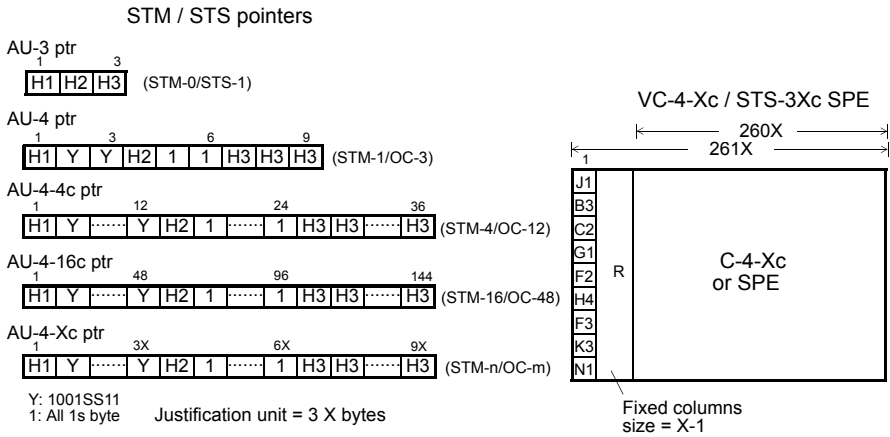 STM / STS pointers
AU-3 ptr
1 3
H1 H2 H3 (STM-0/STS-1)
AU-4 ptr
1 3 6 9
H1 Y Y H2 1 1 H3 H3 H3 (STM-1/OC-3)
AU-4-4c ptr
1 12 24 36
H1 Y ....... Y H2 1 ....... 1 H3 H3 ....... H3 (STM-4/OC-12)
AU-4-16c ptr
1 48 96 144
H1 Y ....... Y H2 1 ....... 1 H3 H3 ....... H3 (STM-16/OC-48)
AU-4-Xc ptr
1 3X 6X 9X
H1 Y ....... Y H2 1 ....... 1 H3 H3 ....... H3 (STM-n/OC-m)
Y: 1001SS11
1: All 1s byte
Justification unit = 3 X bytes
VC-4-Xc / STS-3Xc SPE
260X
261X
1
J1
B3
C2
G1
F2
H4
F3
K3
N1
R
C-4-Xc
or SPE
Fixed columns
size = X-1